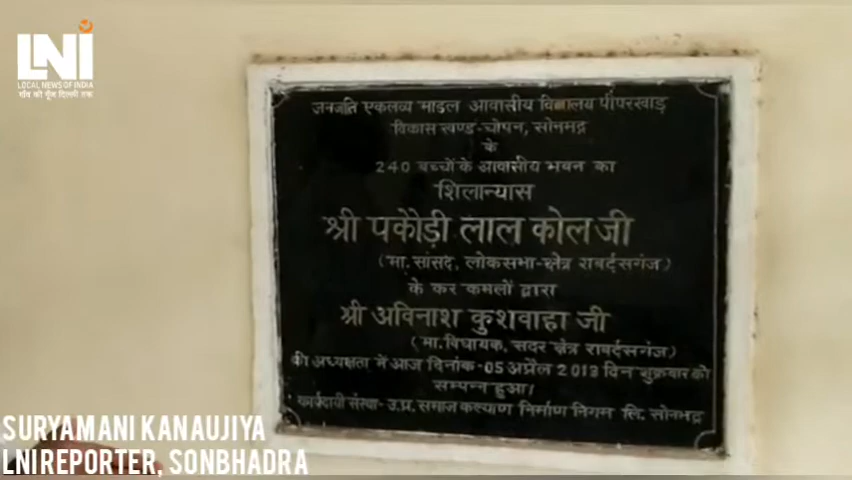 LNI
LOCAL NEWS OF INDIA
गाँव की गूँज दिल्ली तक
जनजाति एकलव्य माडल आवासीय विद्यालय पीपरखाड़
विकास खण्ड-चोपन, सोनभद्र
के
240 बच्चों के आवासीय भवन का
शिलान्यास
श्री पकौड़ी लाल कोल जी
(मा. सांसद, लोकसभा-क्षेत्र राबर्ट्सगंज)
के कर कमलों द्वारा
श्री अविनाश कुशवाहा जी
(मा. विधायक, सदर क्षेत्र राबर्ट्सगंज)
की अध्यक्षता में आज दिनांक-05 अप्रैल 2013 दिन शुक्रवार को
सम्पन्न हुआ।
कार्यदायी संस्था- उ.प्र. समाज कल्याण निर्माण निगम लि. सोनभद्र
SURYAMANI KANAUJIYA
LNI REPORTER, SONBHADRA